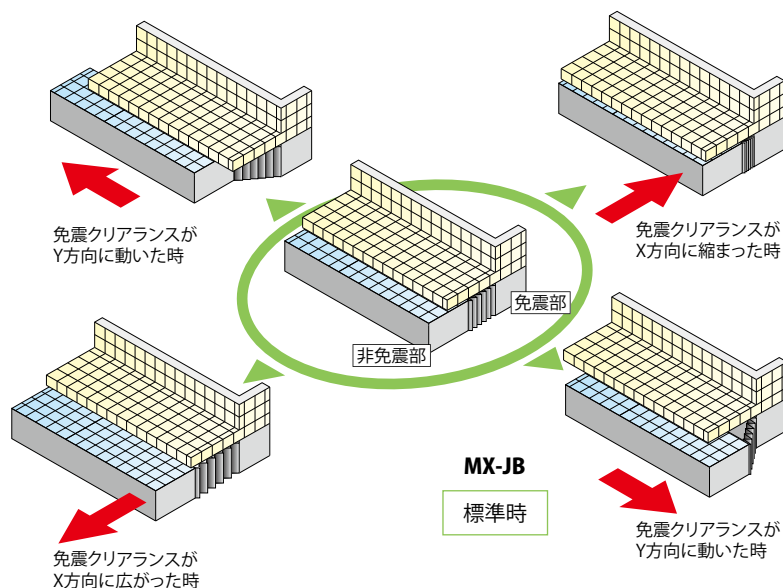 免震クリアランスが
Y方向に動いた時
免震クリアランスが
X方向に縮まった時
免震部
非免震部
MX-JB
標準時
免震クリアランスが
X方向に広がった時
免震クリアランスが
Y方向に動いた時